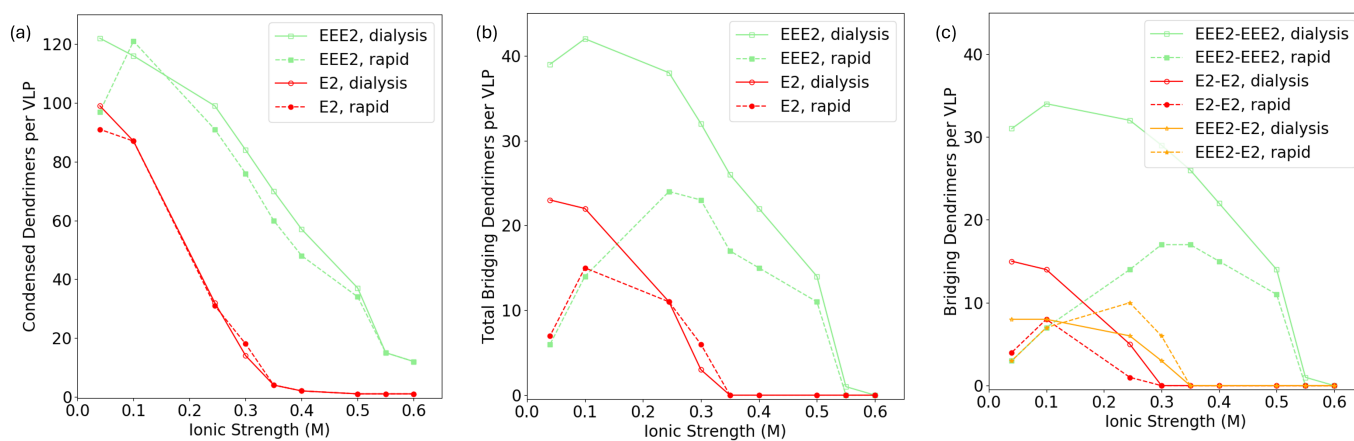 (a)
EEE2, dialysis
EEE2, rapid
E2, dialysis
E2, rapid
Condensed Dendrimers per VLP
120
100
80
60
40
20
0
0.0 0.1 0.2 0.3 0.4 0.5 0.6
Ionic Strength (M)
(b)
EEE2, dialysis
EEE2, rapid
E2, dialysis
E2, rapid
Total Bridging Dendrimers per VLP
40
30
20
10
0
0.0 0.1 0.2 0.3 0.4 0.5 0.6
Ionic Strength (M)
(c)
EEE2-EEE2, dialysis
EEE2-EEE2, rapid
E2-E2, dialysis
E2-E2, rapid
EEE2-E2, dialysis
EEE2-E2, rapid
Bridging Dendrimers per VLP
40
30
20
10
0
0.0 0.1 0.2 0.3 0.4 0.5 0.6
Ionic Strength (M)